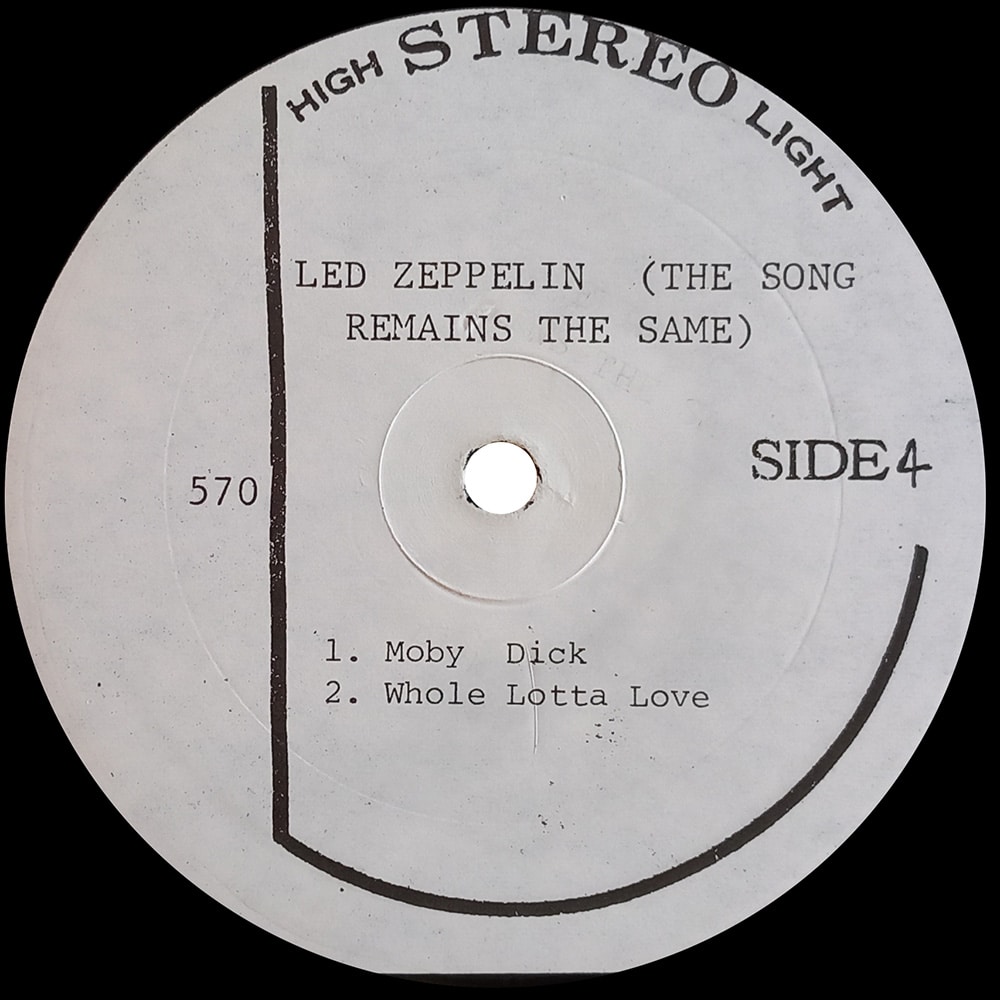 HIGH STEREO LIGHT
LED ZEPPELIN (THE SONG
REMAINS THE SAME)
SIDE 4
570
1. Moby Dick
2. Whole Lotta Love